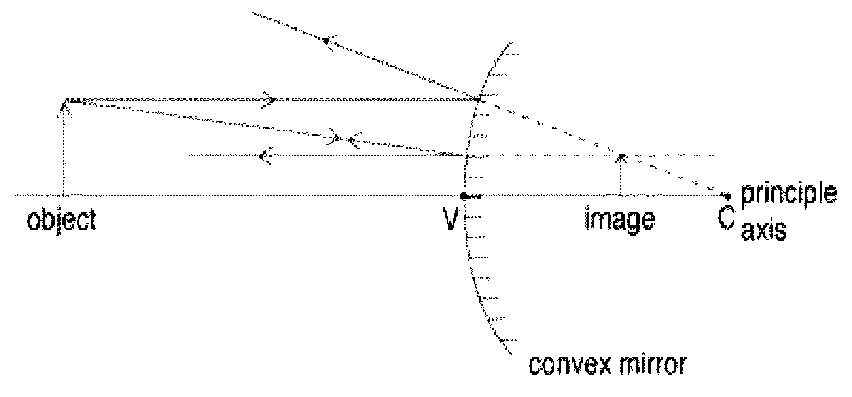 object
V
image
C
principle
axis
convex mirror